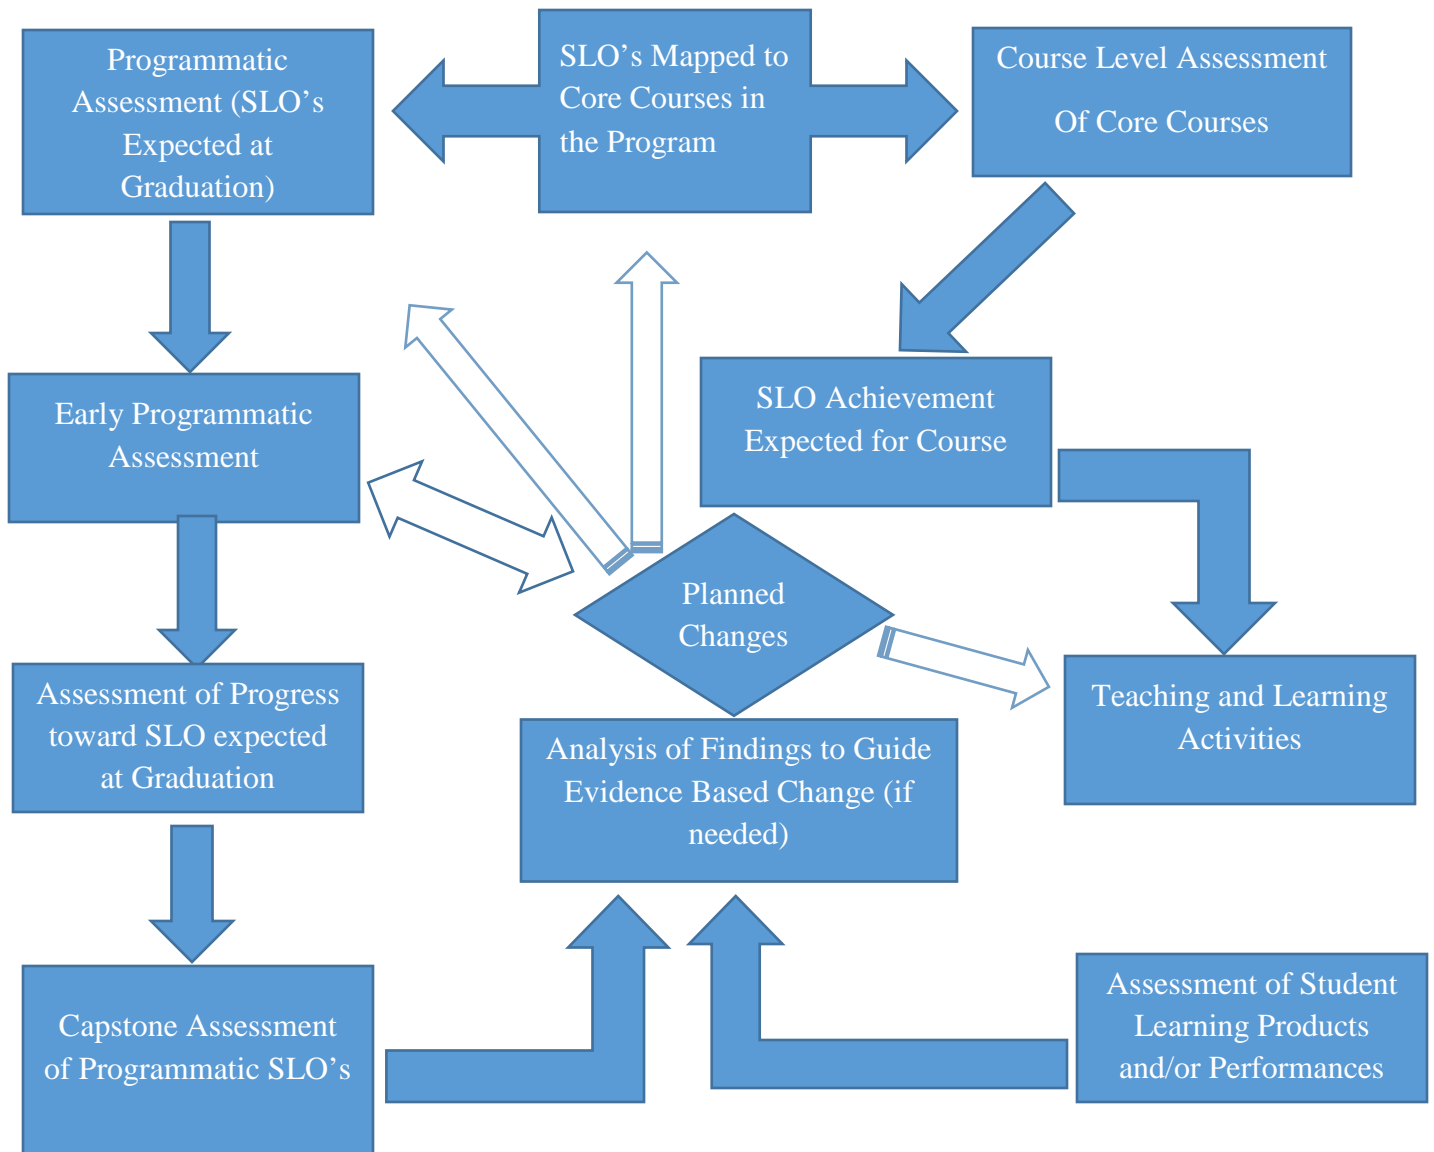 Programmatic
Assessment (SLO’s
Expected at
Graduation)
SLO’s Mapped to
Core Courses in
the Program
Course Level Assessment
Of Core Courses
Early Programmatic
Assessment
SLO Achievement
Expected for Course
Planned
Changes
Assessment of Progress
toward SLO expected
at Graduation
Teaching and Learning
Activities
Analysis of Findings to Guide
Evidence Based Change (if
needed)
Capstone Assessment
of Programmatic SLO’s
Assessment of Student
Learning Products
and/or Performances